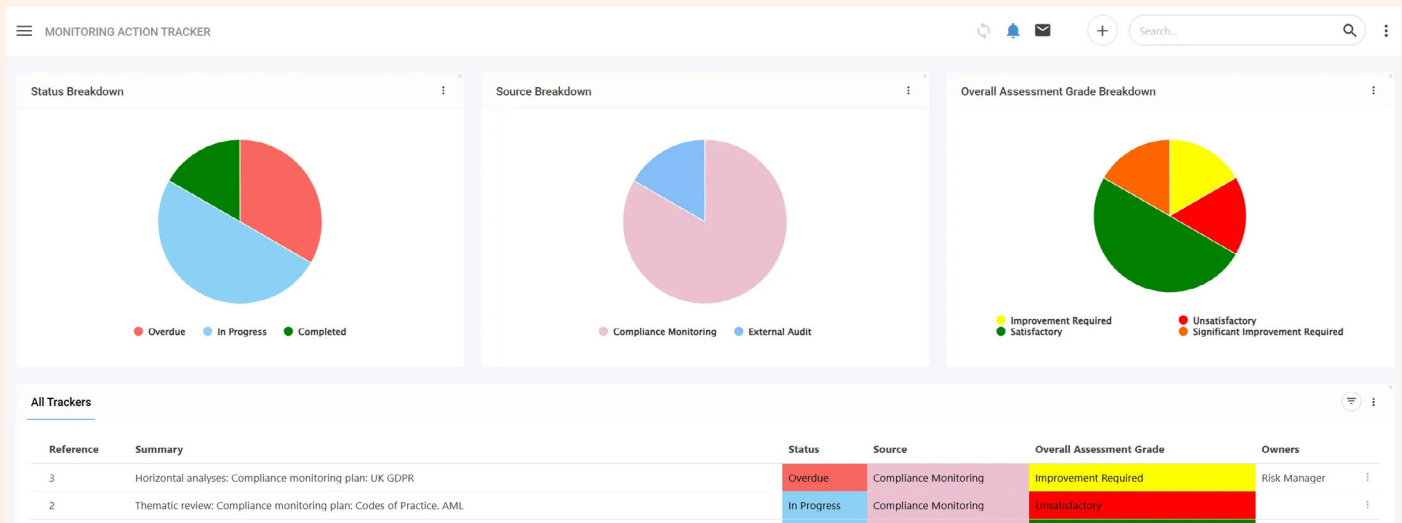 MONITORING ACTION TRACKER
Search...
Status Breakdown
Source Breakdown
Overall Assessment Grade Breakdown
Overdue In Progress Completed
Compliance Monitoring External Audit
Improvement Required Unsatisfactory
Satisfactory Significant Improvement Required
All Trackers
Reference Summary Status Source Overall Assessment Grade Owners
3 Horizontal analyses: Compliance monitoring plan: UK GDPR Overdue Compliance Monitoring Improvement Required Risk Manager
2 Thematic review: Compliance monitoring plan: Codes of Practice. AML In Progress Compliance Monitoring Unsatisfactory